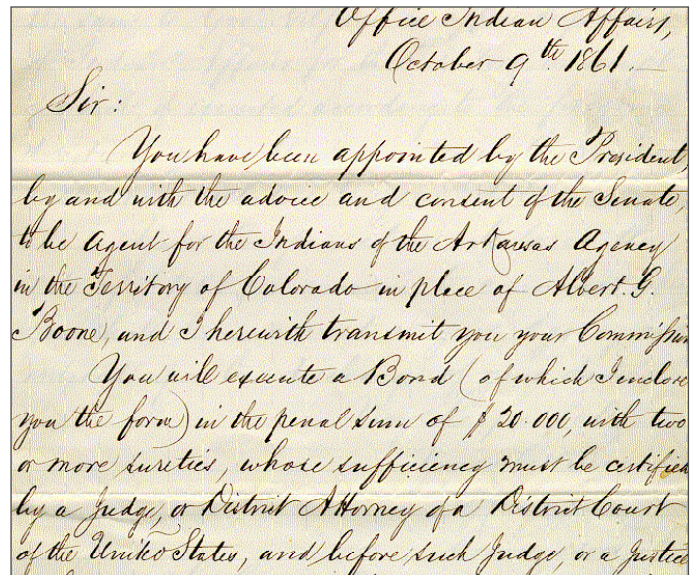 Office Indian Affairs,
October 9th. 1861.
Sir:
You have been appointed by the President,
by and with the advice and consent of the Senate,
to be Agent for the Indians of the Arkansas Agency
in the Territory of Colorado in place of Albert. G.
Boone, and I herewith transmit you your Commission
You will execute a Bond (of which I enclose
you the form) in the penal sum of $20.000, with two
or more sureties, whose sufficiency must be certified
by a Judge, or District Attorney of a District Court
of the United States, and before such Judge, or a Justice